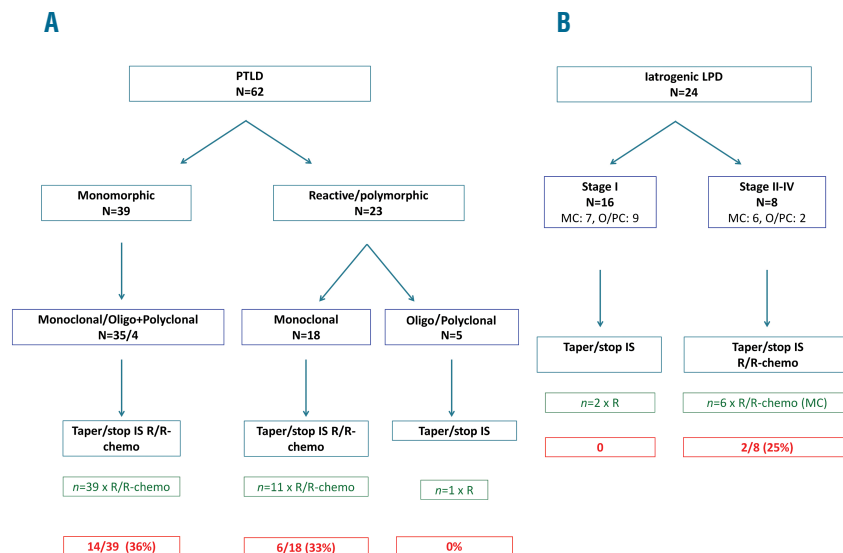 A
PTLD
N=62
Monomorphic
N=39
Reactive/polymorphic
N=23
Monoclonal/Oligo+Polyclonal
N=35/4
Monoclonal
N=18
Oligo/Polyclonal
N=5
Taper/stop IS R/R-
chemo
Taper/stop IS R/R-
chemo
Taper/stop IS
n=39 x R/R-chemo
n=11 x R/R-chemo
n=1 x R
14/39 (36%)
6/18 (33%)
0%
B
Iatrogenic LPD
N=24
Stage I
N=16
MC: 7, O/PC: 9
Stage II-IV
N=8
MC: 6, O/PC: 2
Taper/stop IS
Taper/stop IS
R/R-chemo
n=2 x R
n=6 x R/R-chemo (MC)
0
2/8 (25%)